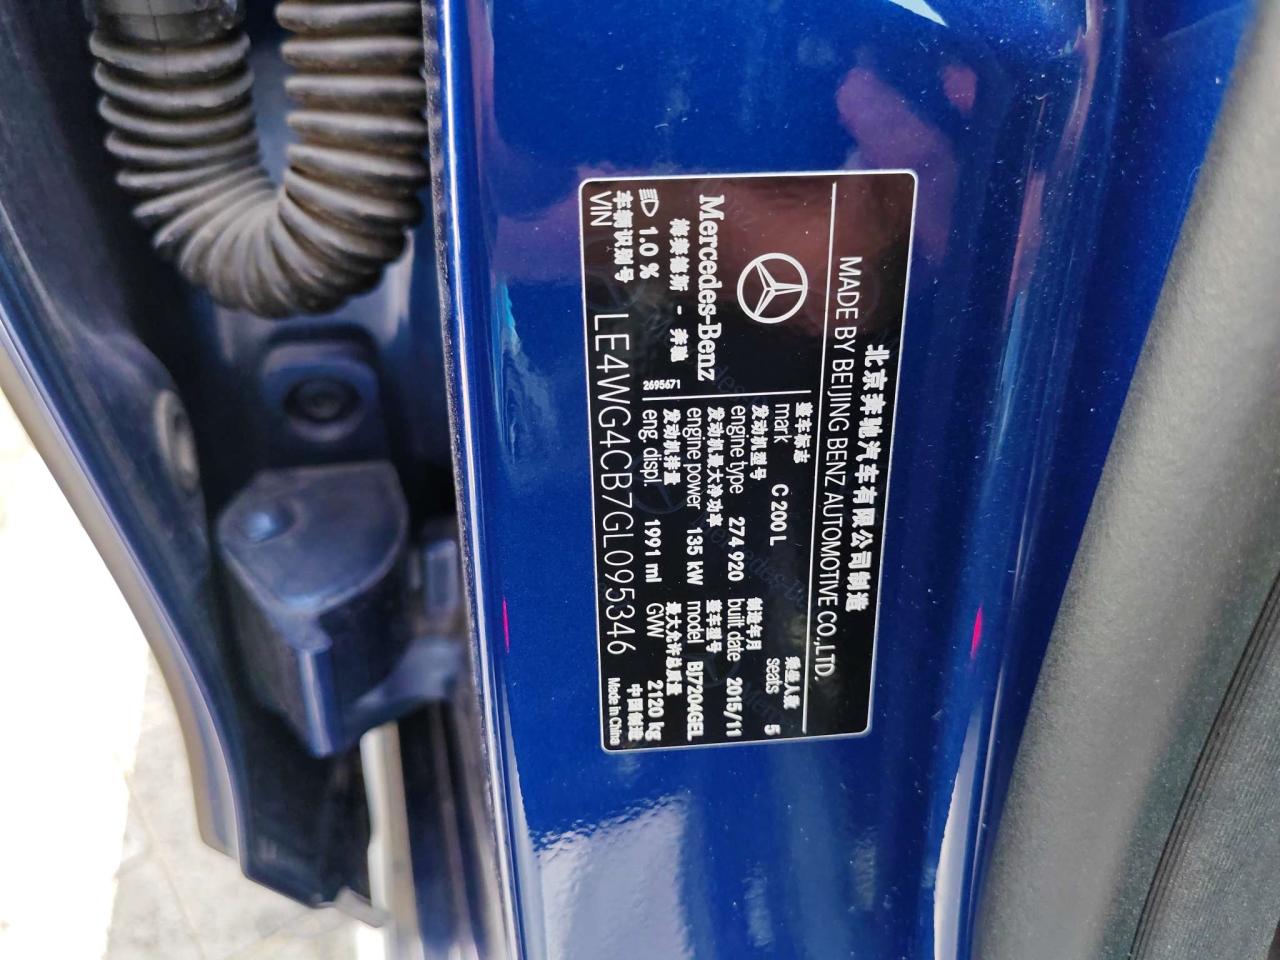 北京奔驰汽车有限公司制造
MADE BY BEIJING BENZ AUTOMOTIVE CO.,LTD.
Mercedes-Benz
梅赛德斯 - 奔驰
1.0 %
2695671
整车标志
mark C 200 L
乘坐人数
seats 5
发动机型号
engine type 274 920
制造年月
built date 2015/11
发动机最大净功率
engine power 135 kW
整车型号
model BJ7204GEL
发动机排量
eng. displ. 1991 ml
最大允许总质量
GVW 2120 kg
车辆识别号
VIN LE4WG4CB7GL095346
中国制造
Made in China